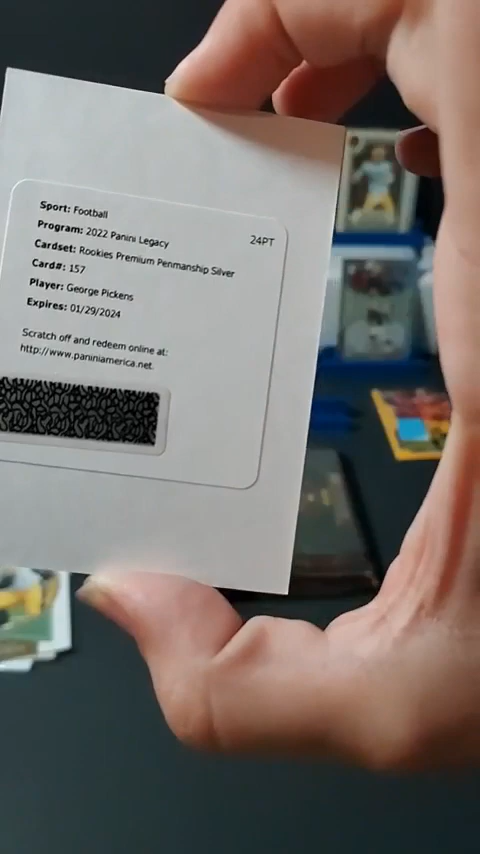 Sport: Football
Program: 2022 Panini Legacy
24PT
Cardset: Rookies Premium Penmanship Silver
Card#: 157
Player: George Pickens
Expires: 01/29/2024
Scratch off and redeem online at:
http://www.paniniamerica.net.